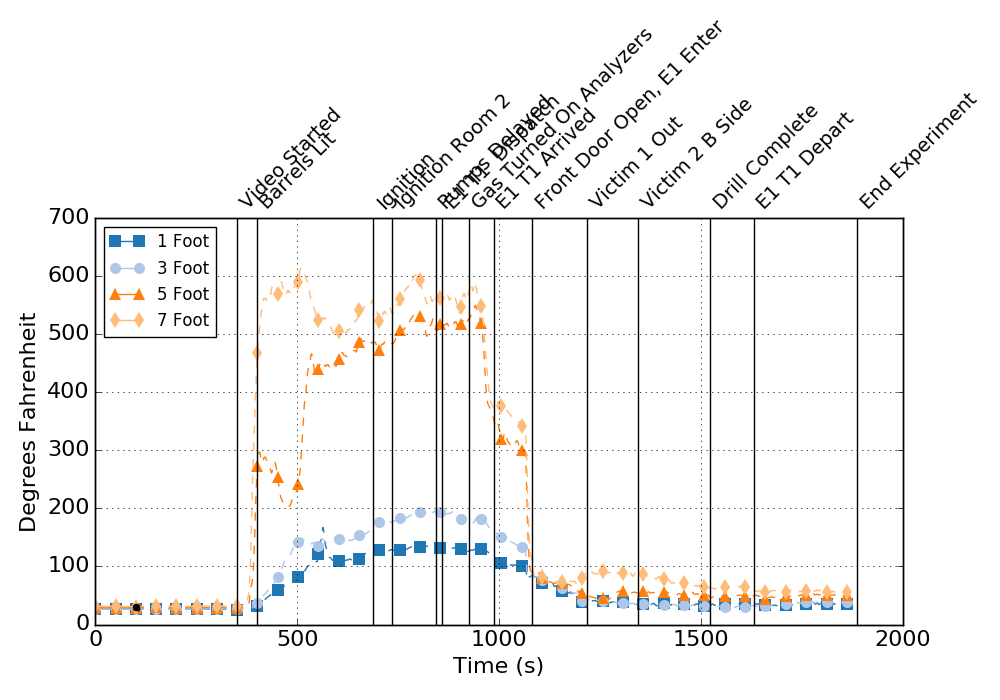 Video Started
Barrels Lit
Ignition
Ignition Room 2
Pumps Delayed
E1 T1 Dispatch
Gas Turned On Analyzers
E1 T1 Arrived
Front Door Open, E1 Enter
Victim 1 Out
Victim 2 B Side
Drill Complete
E1 T1 Depart
End Experiment
700
600
500
400
300
200
100
0
Degrees Fahrenheit
1 Foot
3 Foot
5 Foot
7 Foot
0 500 1000 1500 2000
Time (s)